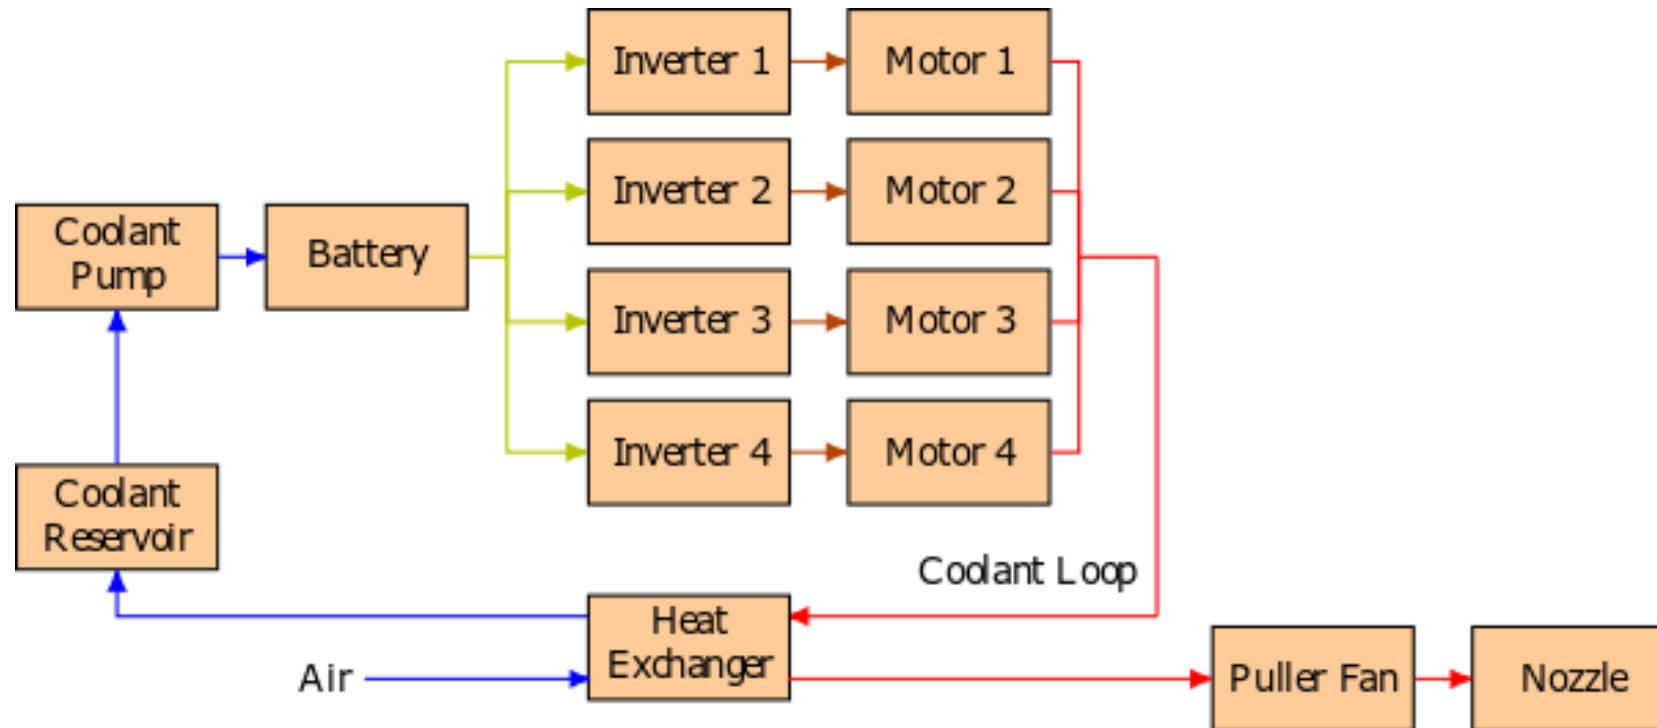 Inverter 1
Motor 1
Inverter 2
Motor 2
Coolant
Pump
Battery
Inverter 3
Motor 3
Inverter 4
Motor 4
Coolant
Reservoir
Coolant Loop
Heat
Exchanger
Air
Puller Fan
Nozzle